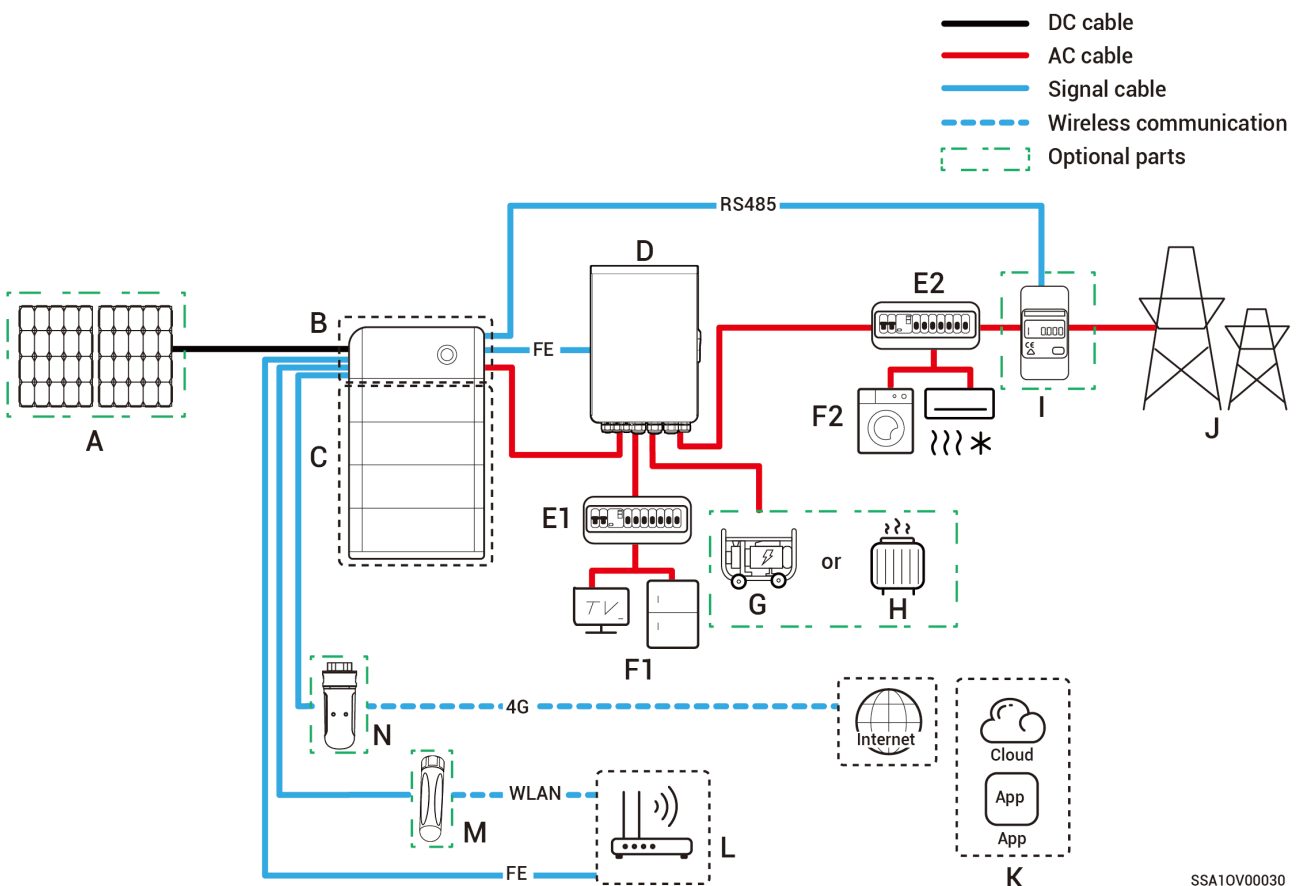 DC cable
AC cable
Signal cable
Wireless communication
Optional parts
RS485
D
E2
B
FE
A
C
F2
I
J
E1
TV
or
G
H
F1
N
4G
Internet
Cloud
App
App
M
WLAN
L
FE
K
SSA1OV00030